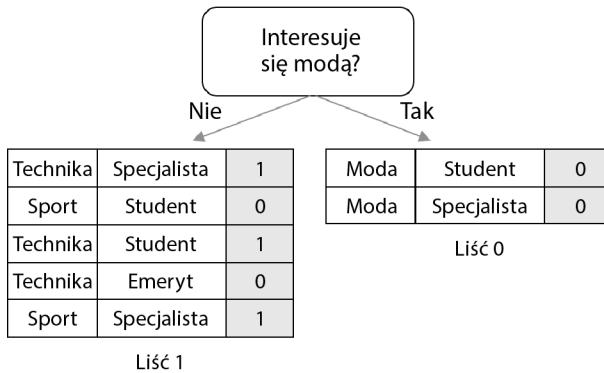 Interesuje
się modą?
Nie
Tak
Technika Specjalista 1
Sport Student 0
Technika Student 1
Technika Emeryt 0
Sport Specjalista 1
Liść 1
Moda Student 0
Moda Specjalista 0
Liść 0